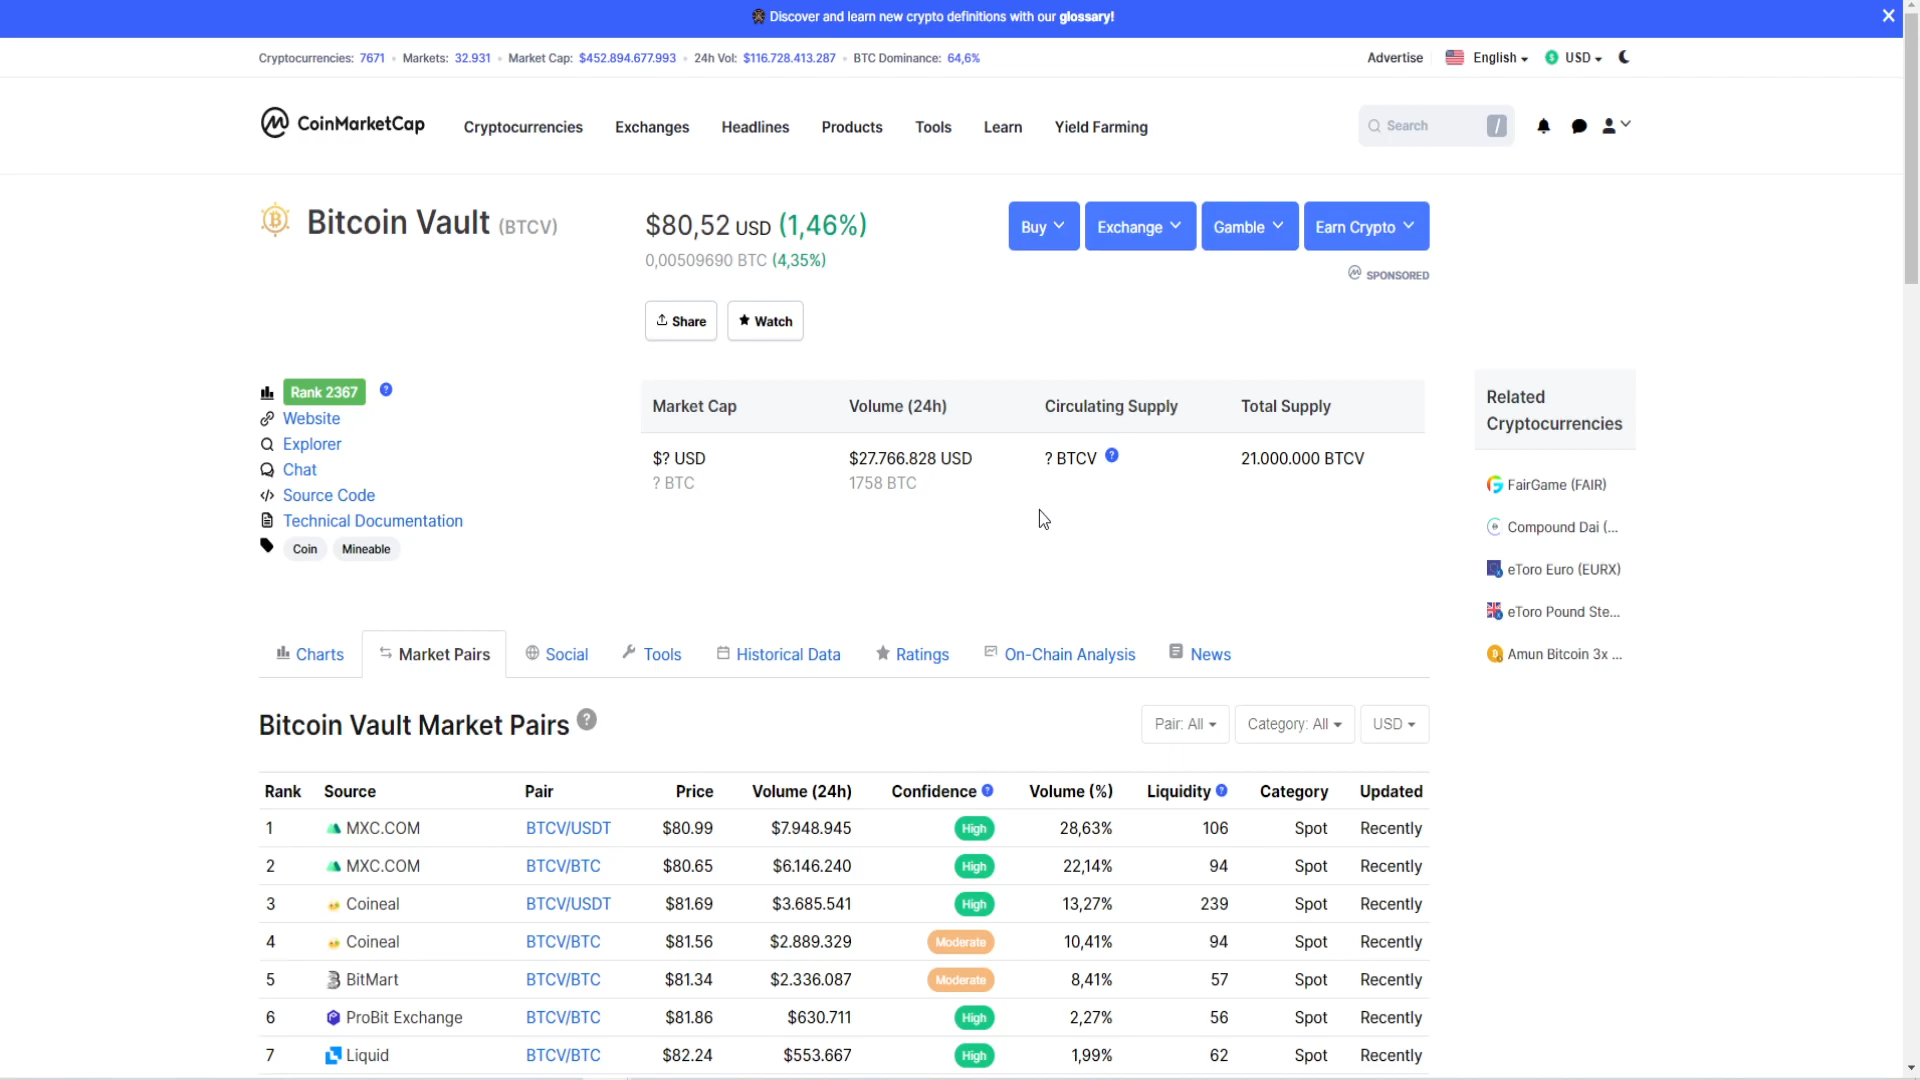 Discover and learn new crypto definitions with our glossary!
Cryptocurrencies: 7671 • Markets: 32.931 • Market Cap: $452.894.677.993 • 24h Vol: $116.728.413.287 • BTC Dominance: 64,6%
Advertise English USD
CoinMarketCap Cryptocurrencies Exchanges Headlines Products Tools Learn Yield Farming Search /
Bitcoin Vault (BTCV)
$80,52 USD (1,46%)
0,00509690 BTC (4,35%)
Buy Exchange Gamble Earn Crypto
SPONSORED
Share Watch
Rank 2367 ?
Website
Explorer
Chat
Source Code
Technical Documentation
Coin Mineable
Market Cap Volume (24h) Circulating Supply Total Supply
$? USD $27.766.828 USD ? BTCV ? 21.000.000 BTCV
? BTC 1758 BTC
Related
Cryptocurrencies
FairGame (FAIR)
Compound Dai (...
eToro Euro (EURX)
eToro Pound Ste...
Amun Bitcoin 3x ...
Charts Market Pairs Social Tools Historical Data Ratings On-Chain Analysis News
Bitcoin Vault Market Pairs ?
Pair: All Category: All USD
Rank Source Pair Price Volume (24h) Confidence ? Volume (%) Liquidity ? Category Updated
1 MXC.COM BTCV/USDT $80.99 $7.948.945 High 28,63% 106 Spot Recently
2 MXC.COM BTCV/BTC $80.65 $6.146.240 High 22,14% 94 Spot Recently
3 Coineal BTCV/USDT $81.69 $3.685.541 High 13,27% 239 Spot Recently
4 Coineal BTCV/BTC $81.56 $2.889.329 Moderate 10,41% 94 Spot Recently
5 BitMart BTCV/BTC $81.34 $2.336.087 Moderate 8,41% 57 Spot Recently
6 ProBit Exchange BTCV/BTC $81.86 $630.711 High 2,27% 56 Spot Recently
7 Liquid BTCV/BTC $82.24 $553.667 High 1,99% 62 Spot Recently